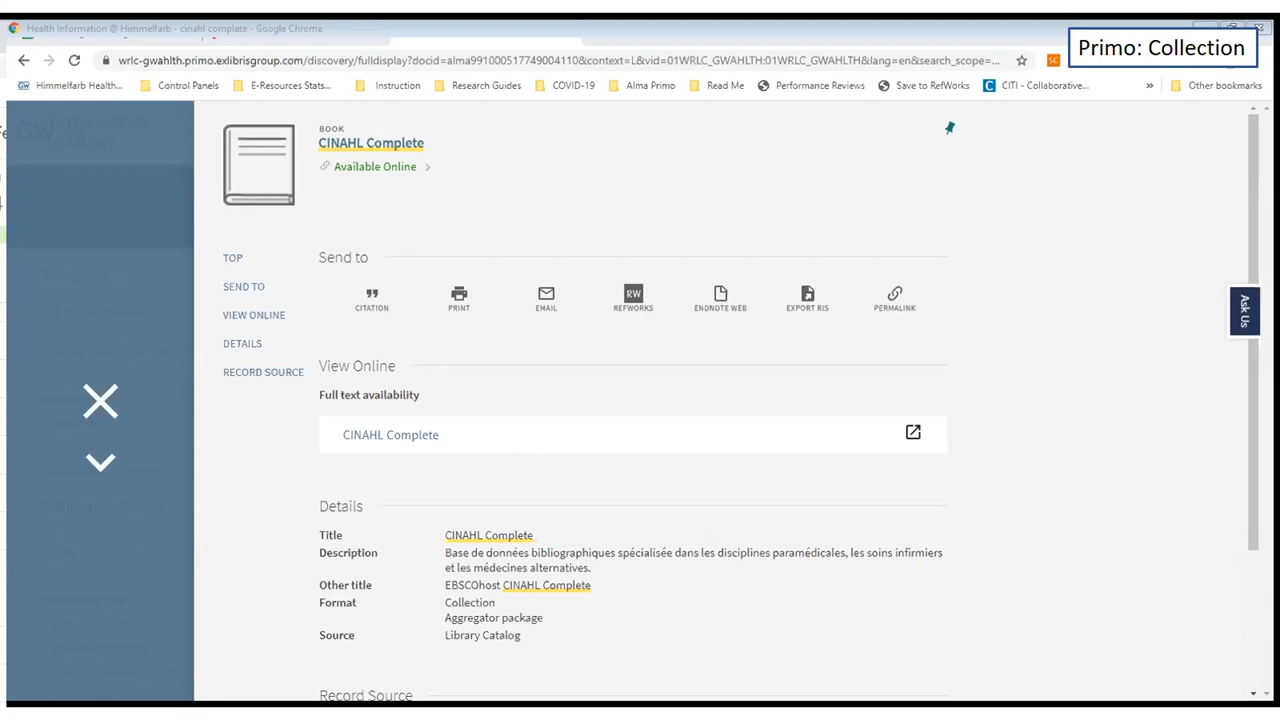 Health information @ Himmelfarb - cinahl complete - Google Chrome
Primo: Collection
wrlc-gwahlth.primo.exlibrisgroup.com/discovery/fulldisplay?docid=alma991000517749004110&context=L&vid=01WRLC_GWAHLTH:01WRLC_GWAHLTH&lang=en&search_scope=...
Himmelfarb Health... Control Panels E-Resources Stats... Instruction Research Guides COVID-19 Alma Primo Read Me Performance Reviews Save to RefWorks CITI - Collaborative... » Other bookmarks
BOOK
CINAHL Complete
Available Online
TOP
SEND TO
VIEW ONLINE
DETAILS
RECORD SOURCE
Send to
CITATION PRINT EMAIL REFWORKS ENDNOTE WEB EXPORT RIS PERMALINK
RW
Ask Us
View Online
Full text availability
CINAHL Complete
Details
Title CINAHL Complete
Description Base de données bibliographiques spécialisée dans les disciplines paramédicales, les soins infirmiers
et les médecines alternatives.
Other title EBSCOhost CINAHL Complete
Format Collection
Aggregator package
Source Library Catalog
Record Source